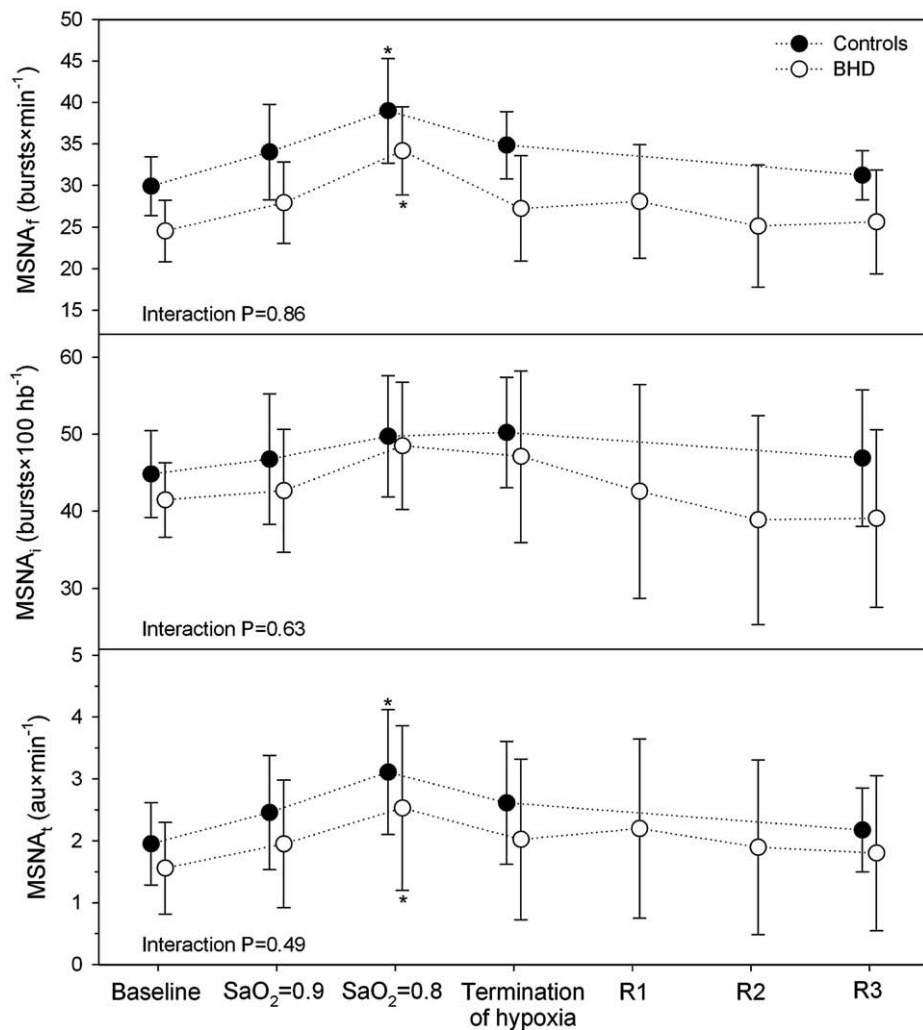 50
45
40
35
30
25
20
15
MSNAf (bursts×min-1)
*
*
Controls
BHD
Interaction P=0.86
60
50
40
30
MSNAi (bursts×100 hb-1)
Interaction P=0.63
5
4
3
2
1
0
MSNAt (au×min-1)
*
*
Interaction P=0.49
Baseline SaO2=0.9 SaO2=0.8 Termination R1 R2 R3
of hypoxia